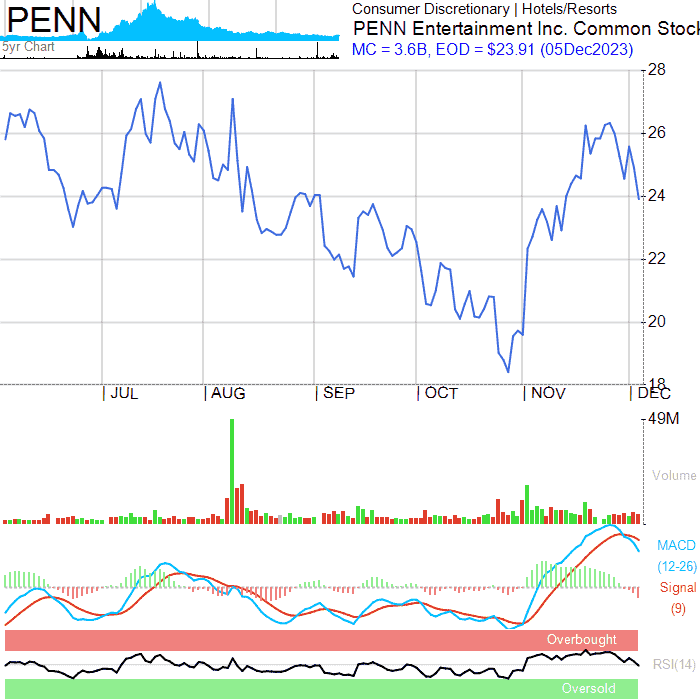 PENN
5yr Chart
Consumer Discretionary | Hotels/Resorts
PENN Entertainment Inc. Common Stock
MC = 3.6B, EOD = $23.91 (05Dec2023)
28
26
24
22
20
18
| JUL | AUG | SEP | OCT | NOV | DEC
49M
Volume
MACD
(12-26)
Signal
(9)
Overbought
RSI(14)
Oversold